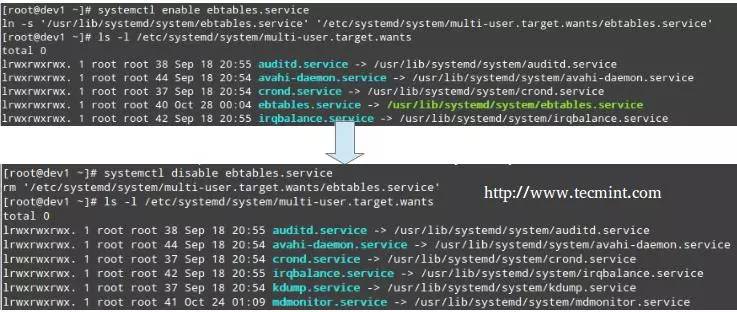 [root@dev1 ~]# systemctl enable ebtables.service
ln -s '/usr/lib/systemd/system/ebtables.service' '/etc/systemd/system/multi-user.target.wants/ebtables.service'
[root@dev1 ~]# ls -l /etc/systemd/system/multi-user.target.wants
total 0
lrwxrwxrwx. 1 root root 38 Sep 18 20:55 auditd.service -> /usr/lib/systemd/system/auditd.service
lrwxrwxrwx. 1 root root 44 Sep 18 20:54 avahi-daemon.service -> /usr/lib/systemd/system/avahi-daemon.service
lrwxrwxrwx. 1 root root 37 Sep 18 20:54 crond.service -> /usr/lib/systemd/system/crond.service
lrwxrwxrwx. 1 root root 40 Oct 28 00:04 ebtables.service -> /usr/lib/systemd/system/ebtables.service
lrwxrwxrwx. 1 root root 42 Sep 18 20:55 irqbalance.service -> /usr/lib/systemd/system/irqbalance.service
[root@dev1 ~]# systemctl disable ebtables.service
rm '/etc/systemd/system/multi-user.target.wants/ebtables.service'
http://www.tecmint.com
[root@dev1 ~]# ls -l /etc/systemd/system/multi-user.target.wants
total 0
lrwxrwxrwx. 1 root root 38 Sep 18 20:55 auditd.service -> /usr/lib/systemd/system/auditd.service
lrwxrwxrwx. 1 root root 44 Sep 18 20:54 avahi-daemon.service -> /usr/lib/systemd/system/avahi-daemon.service
lrwxrwxrwx. 1 root root 37 Sep 18 20:54 crond.service -> /usr/lib/systemd/system/crond.service
lrwxrwxrwx. 1 root root 42 Sep 18 20:55 irqbalance.service -> /usr/lib/systemd/system/irqbalance.service
lrwxrwxrwx. 1 root root 37 Sep 18 20:54 kdump.service -> /usr/lib/systemd/system/kdump.service
lrwxrwxrwx. 1 root root 41 Oct 24 01:09 mdmonitor.service -> /usr/lib/systemd/system/mdmonitor.service